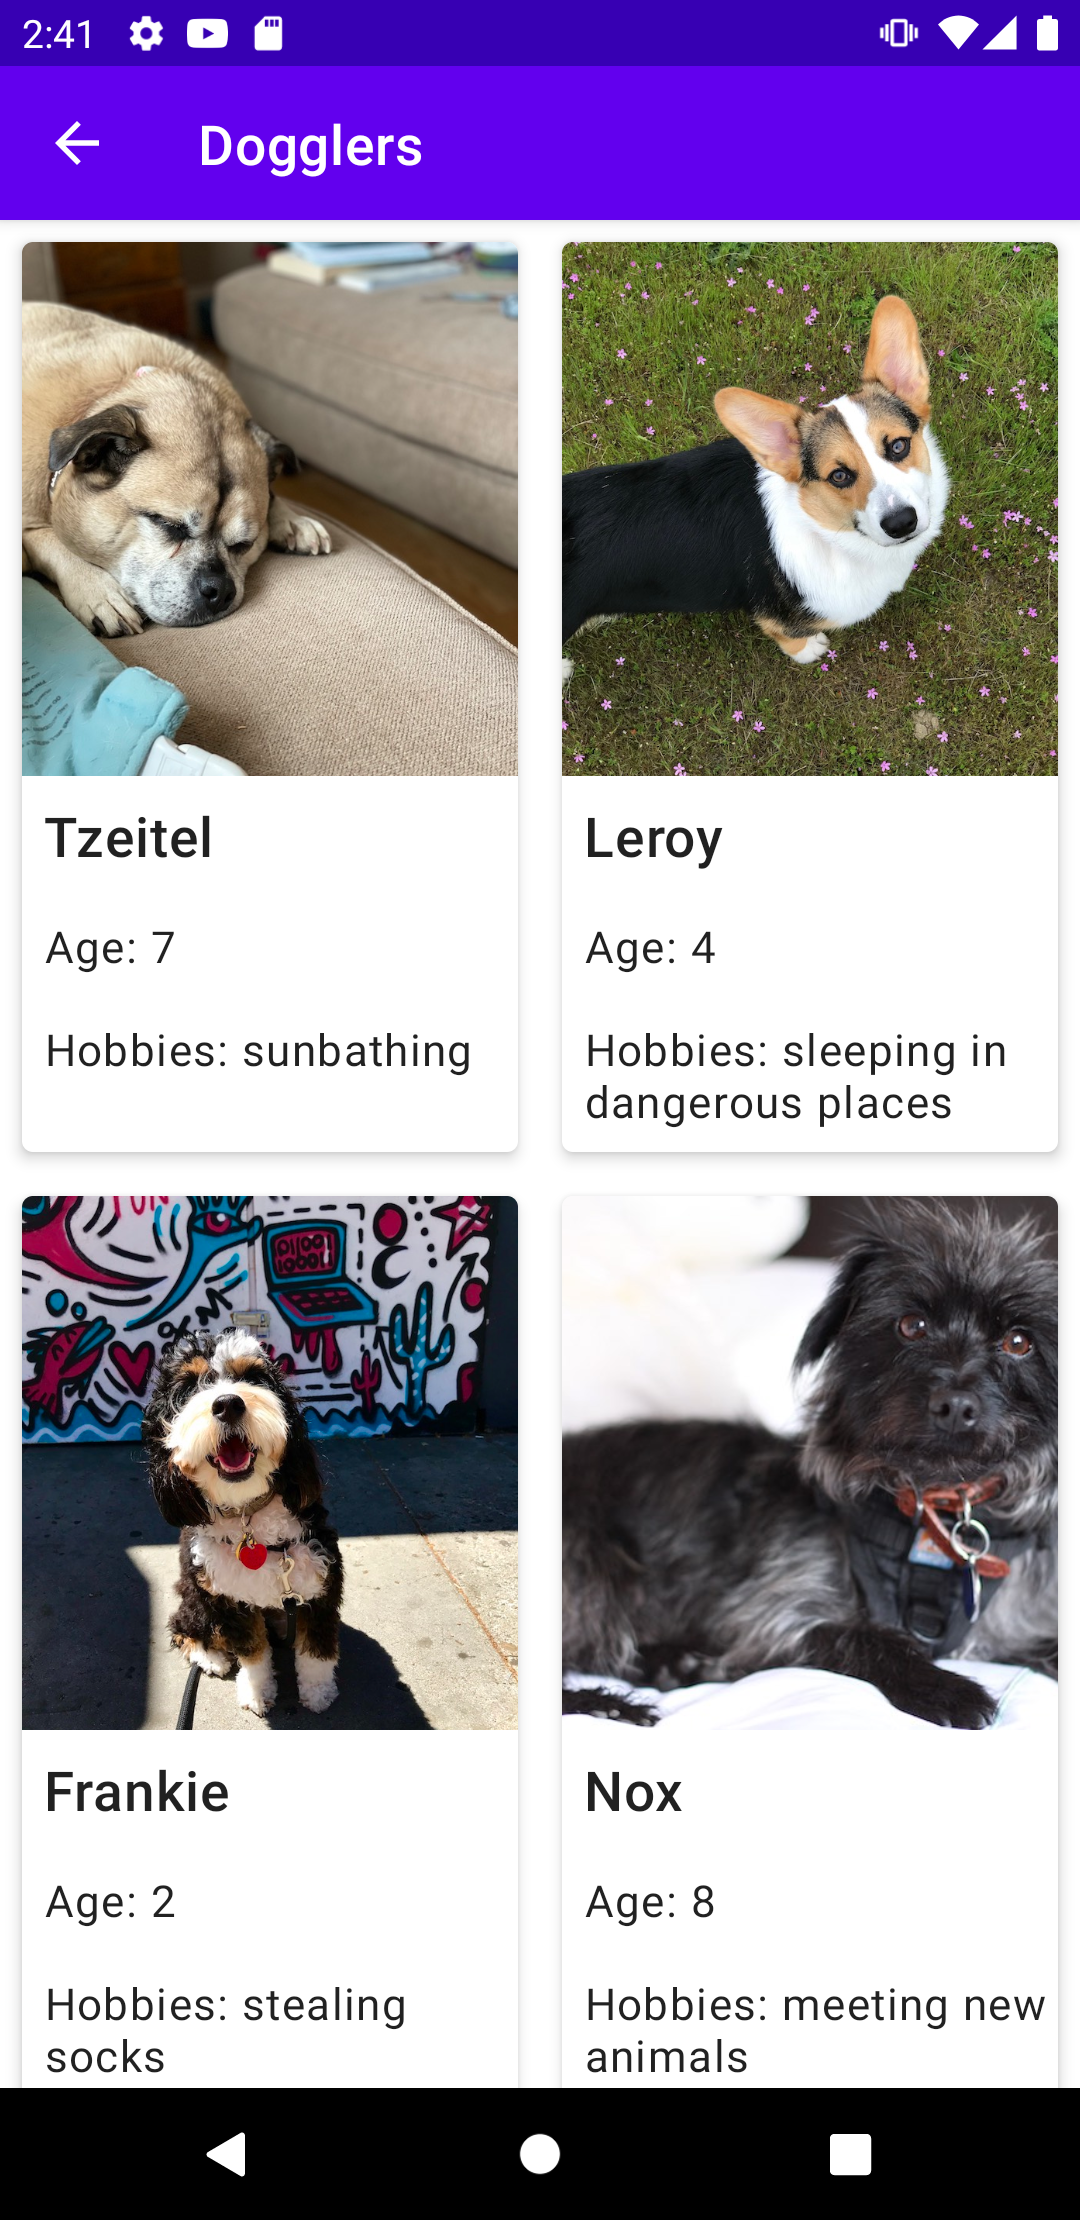 2:41
Dogglers
Tzeitel
Age: 7
Hobbies: sunbathing
Leroy
Age: 4
Hobbies: sleeping in
dangerous places
Frankie
Age: 2
Hobbies: stealing
socks
Nox
Age: 8
Hobbies: meeting new
animals